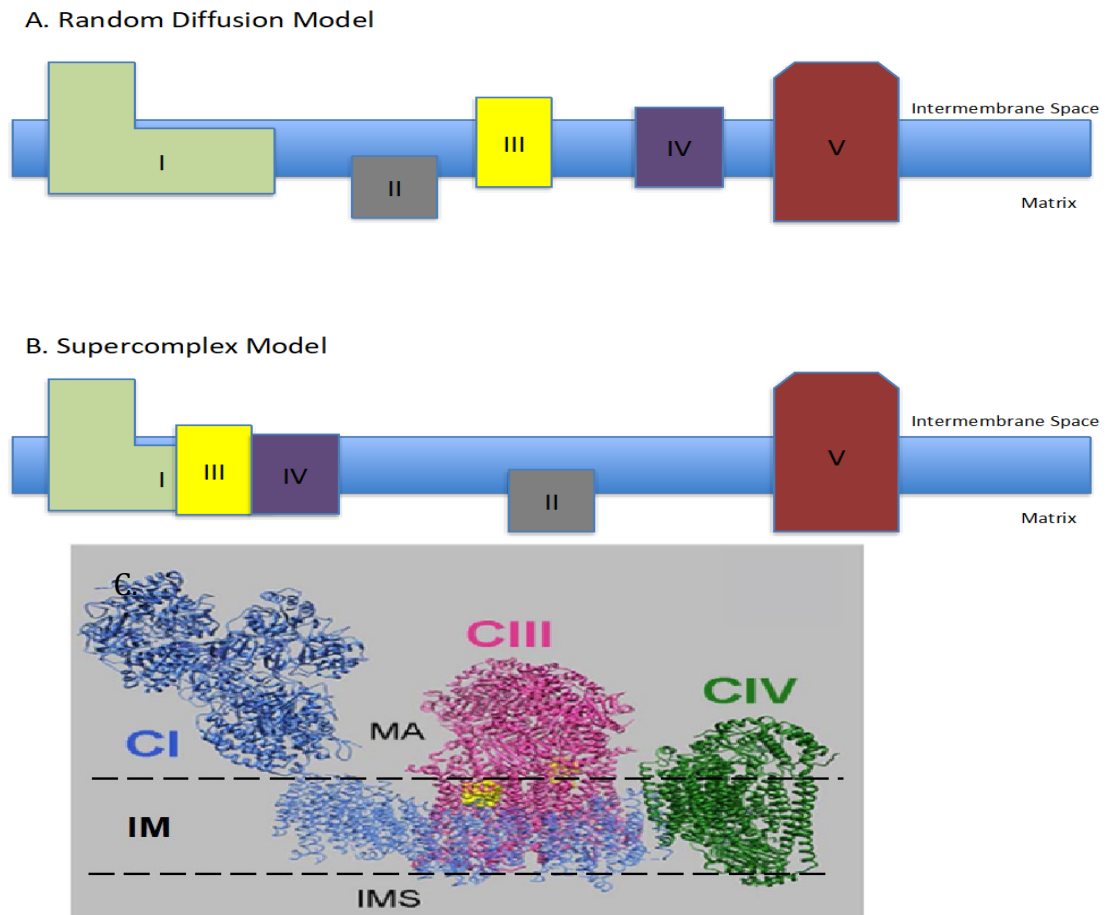 A. Random Diffusion Model
Intermembrane Space
I
II
III
IV
V
Matrix
B. Supercomplex Model
Intermembrane Space
I
III
IV
II
V
Matrix
C.
CIII
CIV
MA
CI
IM
IMS